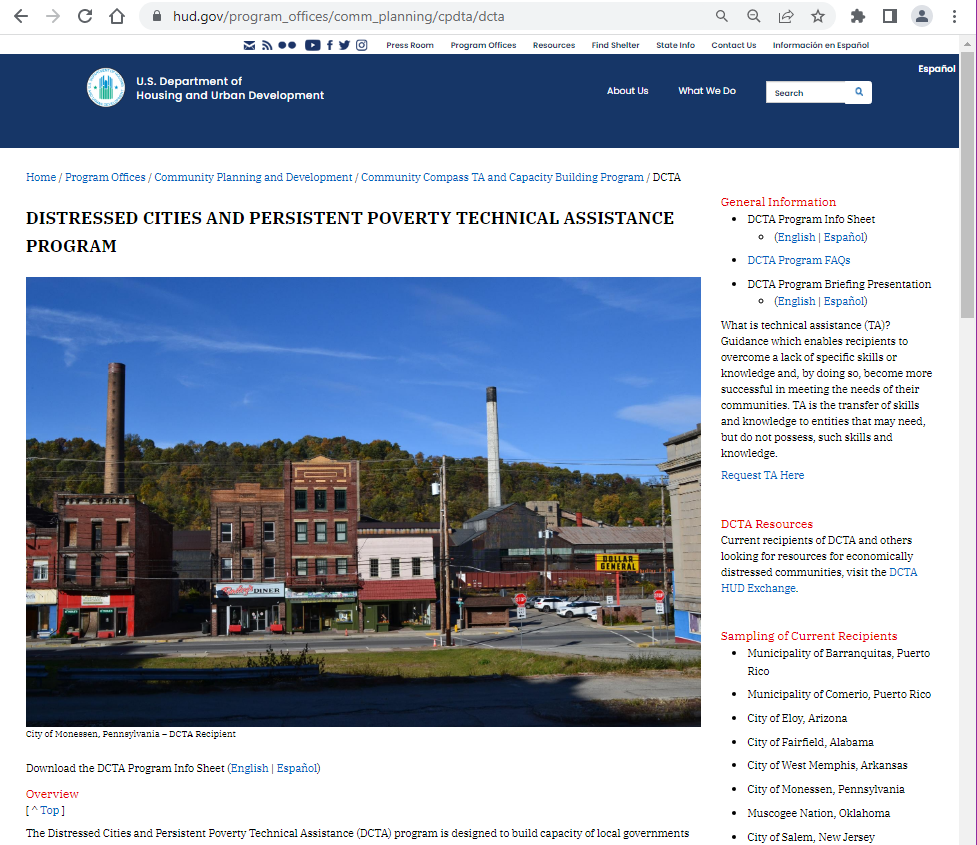 hud.gov/program_offices/comm_planning/cpdta/dcta
Press Room Program Offices Resources Find Shelter State Info Contact Us Información en Español
Español
U.S. Department of
Housing and Urban Development
About Us What We Do Search
Home / Program Offices / Community Planning and Development / Community Compass TA and Capacity Building Program / DCTA
DISTRESSED CITIES AND PERSISTENT POVERTY TECHNICAL ASSISTANCE
PROGRAM
DINER
DOLLAR
GENERAL
STOP
STOP
City of Monessen, Pennsylvania – DCTA Recipient
Download the DCTA Program Info Sheet (English | Español)
Overview
[ ^ Top ]
The Distressed Cities and Persistent Poverty Technical Assistance (DCTA) program is designed to build capacity of local governments
General Information
DCTA Program Info Sheet
(English | Español)
DCTA Program FAQs
DCTA Program Briefing Presentation
(English | Español)
What is technical assistance (TA)?
Guidance which enables recipients to
overcome a lack of specific skills or
knowledge and, by doing so, become more
successful in meeting the needs of their
communities. TA is the transfer of skills
and knowledge to entities that may need,
but do not possess, such skills and
knowledge.
Request TA Here
DCTA Resources
Current recipients of DCTA and others
looking for resources for economically
distressed communities, visit the DCTA
HUD Exchange.
Sampling of Current Recipients
Municipality of Barranquitas, Puerto
Rico
Municipality of Comerio, Puerto Rico
City of Eloy, Arizona
City of Fairfield, Alabama
City of West Memphis, Arkansas
City of Monessen, Pennsylvania
Muscogee Nation, Oklahoma
City of Salem, New Jersey